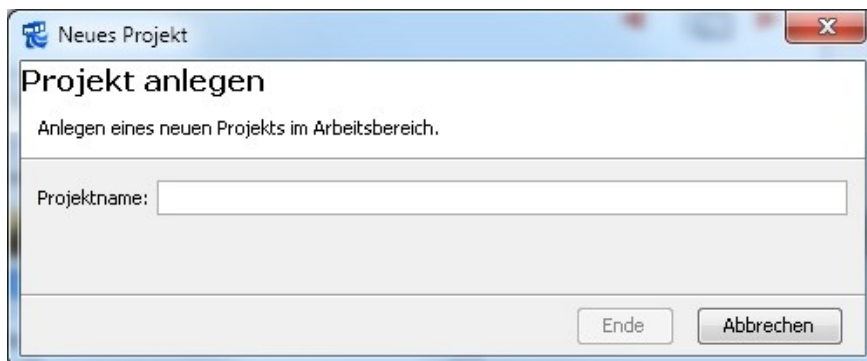 Neues Projekt
Projekt anlegen
Anlegen eines neuen Projekts im Arbeitsbereich.
Projektname:
Ende Abbrechen